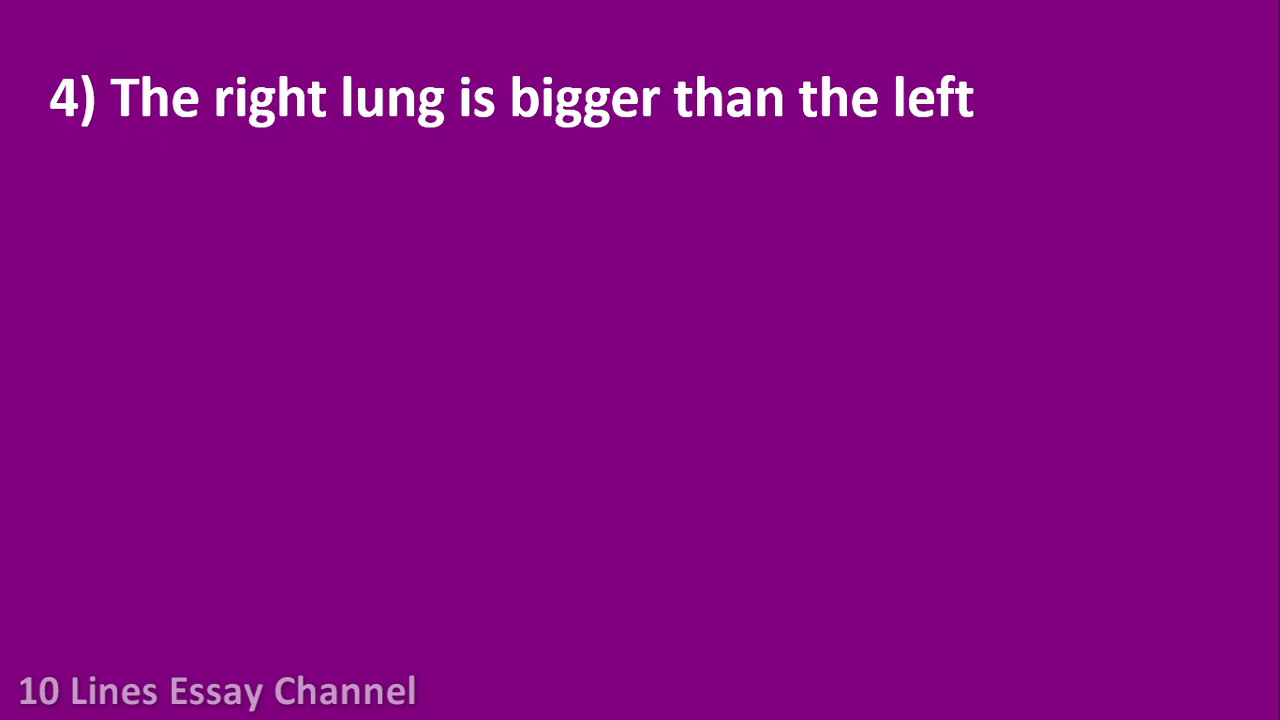 4) The right lung is bigger than the left
10 Lines Essay Channel